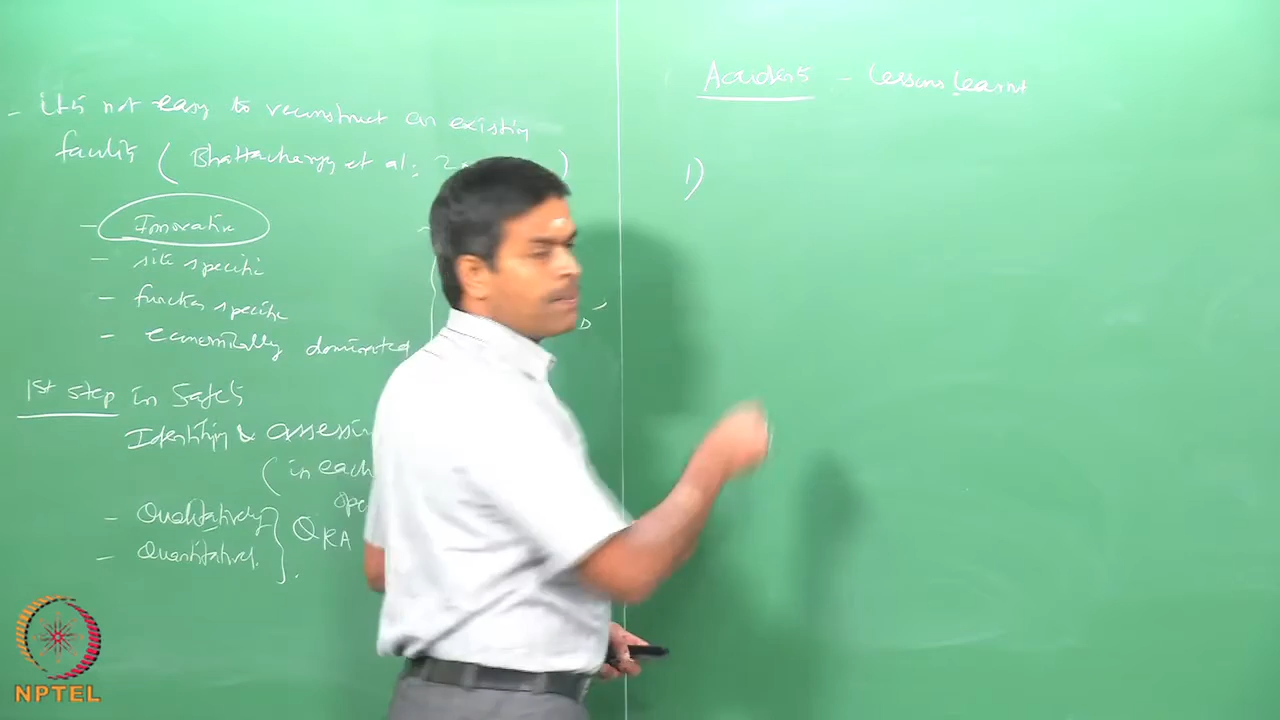 - It is not easy to reconstruct an existing
facility ( Bhattacharya et al; )
- Innovative
- site specific
- function specific
- economically dominated
1st step in Safety
Identifying & assessing
( in each
- Qualitatively
- Quantitatively } QRA
Accidents - lessons learnt
1)
NPTEL